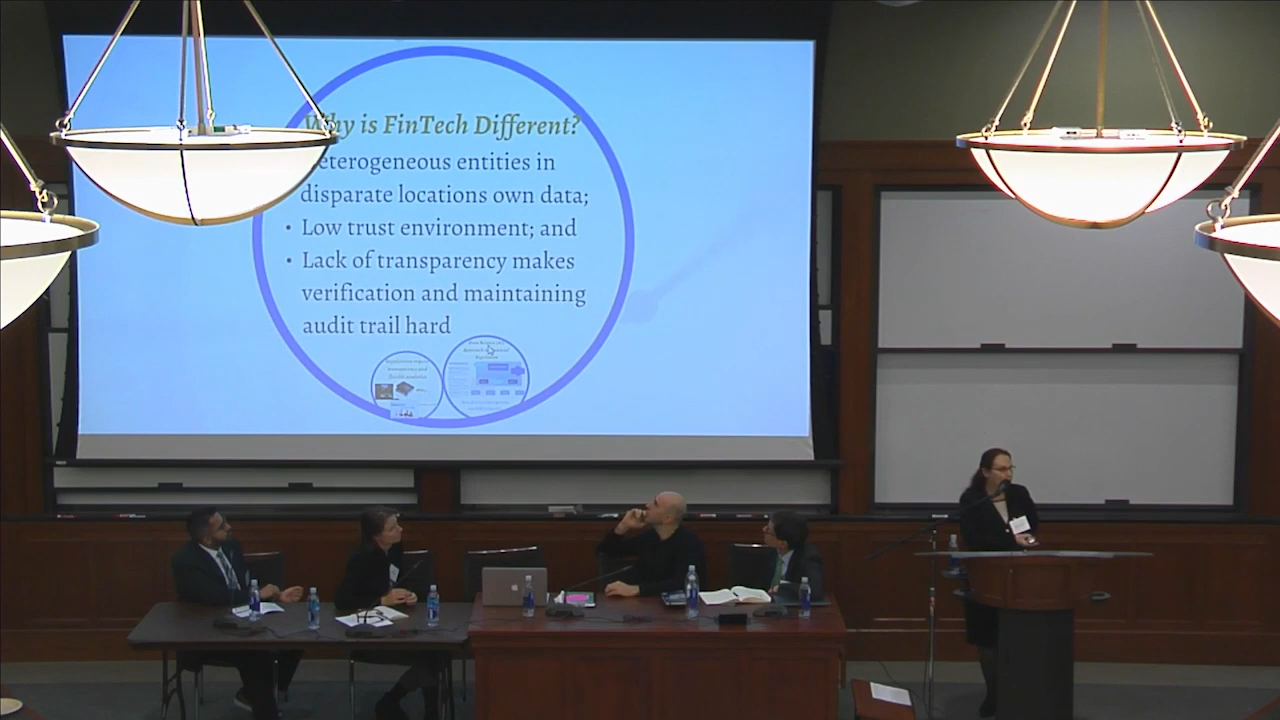 Why is FinTech Different?
eterogeneous entities in
disparate locations own data;
• Low trust environment; and
• Lack of transparency makes
verification and maintaining
audit trail hard